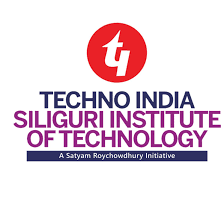 TECHNO INDIA
SILIGURI INSTITUTE
OF TECHNOLOGY
A Satyam Roychowdhury Initiative